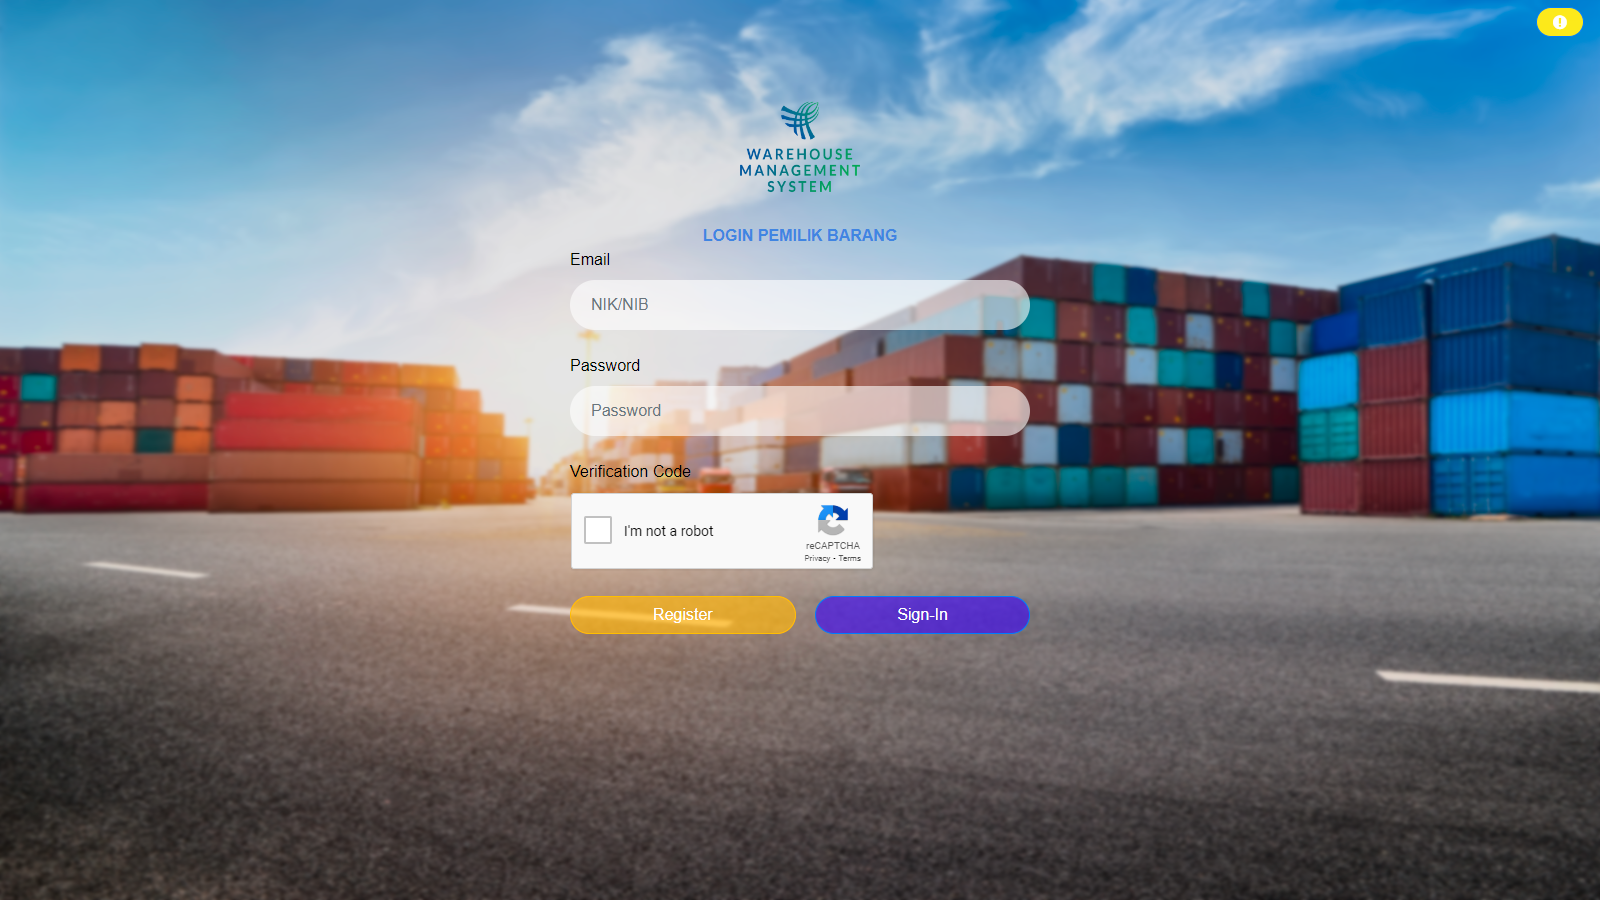 WAREHOUSE
MANAGEMENT
SYSTEM
LOGIN PEMILIK BARANG
Email
NIK/NIB
Password
Password
Verification Code
I'm not a robot
reCAPTCHA
Privacy - Terms
Register
Sign-In